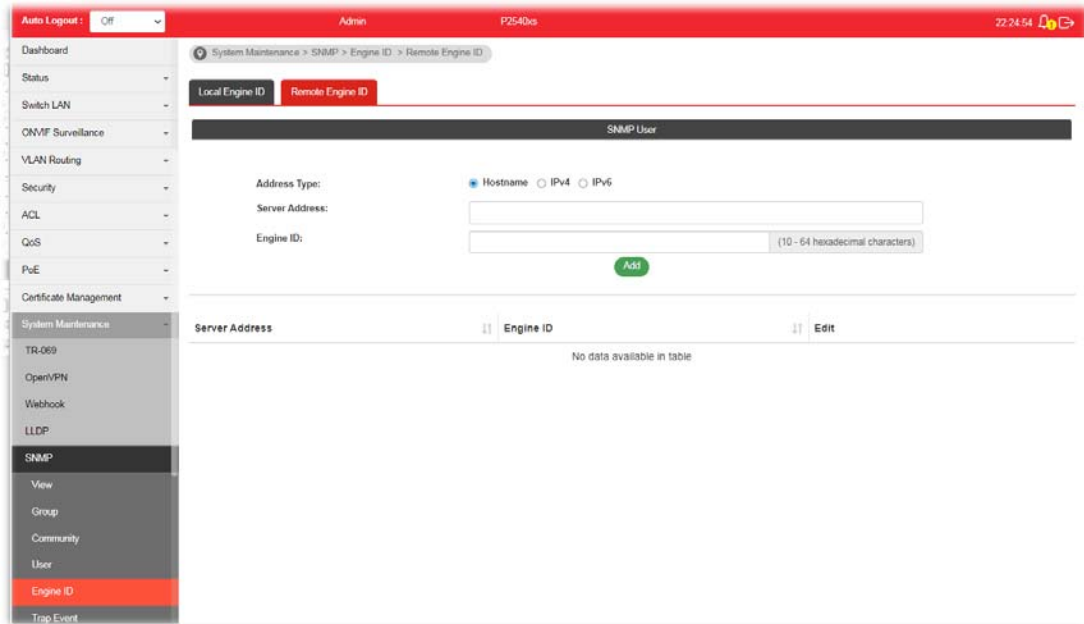 Auto Logout : Off Admin P2540xs 22:24:54
Dashboard
System Maintenance > SNMP > Engine ID > Remote Engine ID
Status
Local Engine ID Remote Engine ID
Switch LAN
ONVIF Surveillance
SNMP User
VLAN Routing
Security
Address Type: Hostname IPv4 IPv6
ACL
Server Address:
QoS
Engine ID: (10 - 64 hexadecimal characters)
PoE
Add
Certificate Management
System Maintenance
Server Address Engine ID Edit
TR-069
No data available in table
OpenVPN
Webhook
LLDP
SNMP
View
Group
Community
User
Engine ID
Trap Event